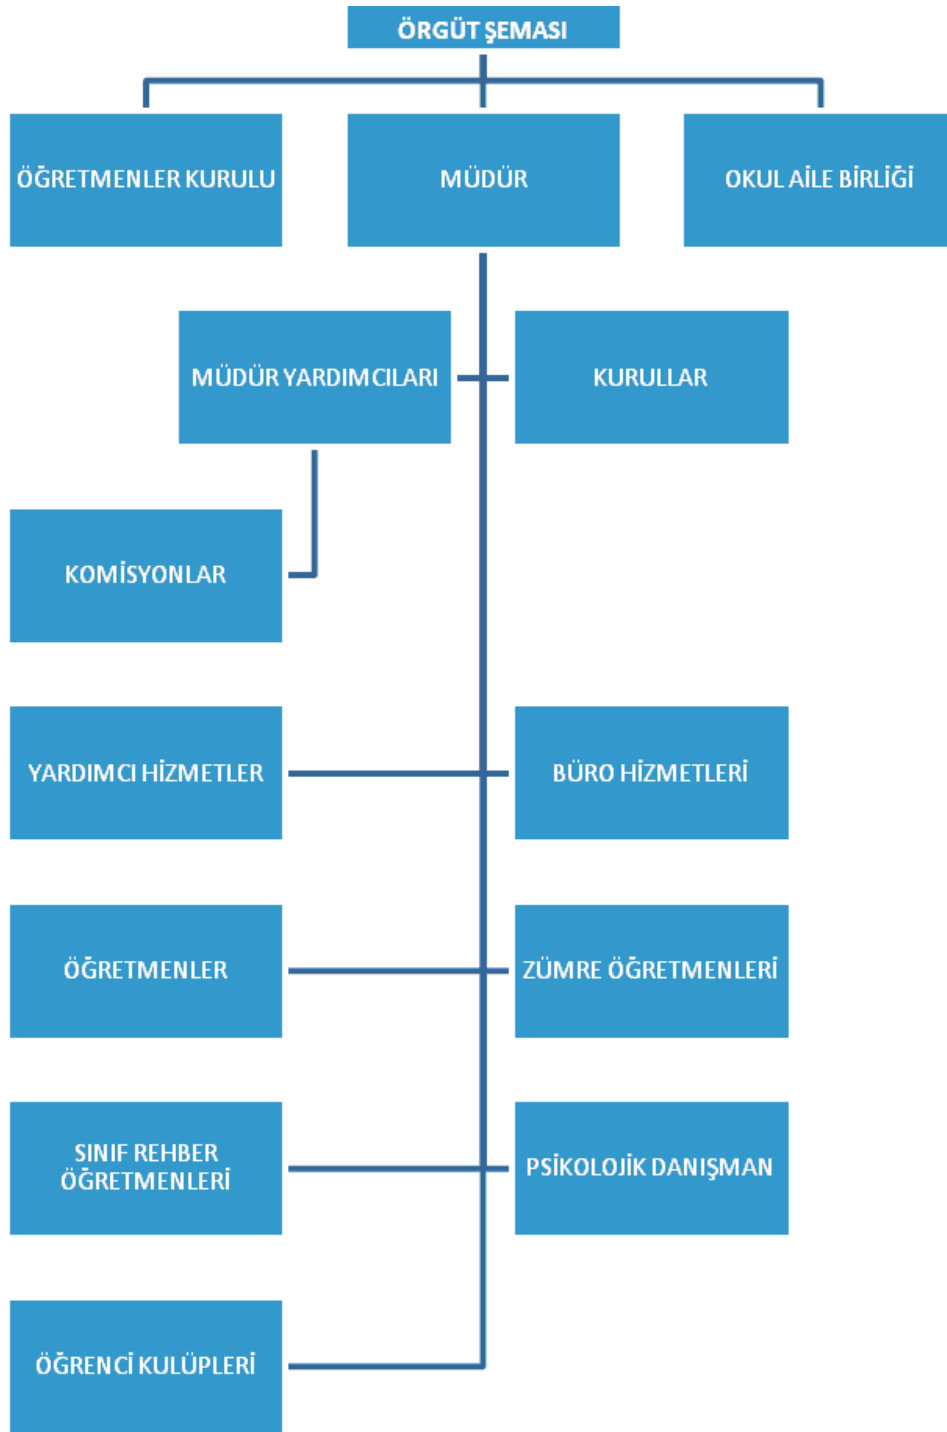 ÖRGÜT ŞEMASI
ÖĞRETMENLER KURULU
MÜDÜR
OKUL AİLE BİRLİĞİ
MÜDÜR YARDIMCILARI
KURULLAR
KOMİSYONLAR
YARDIMCI HİZMETLER
BÜRO HİZMETLERİ
ÖĞRETMENLER
ZÜMRE ÖĞRETMENLERİ
SINIF REHBER
ÖĞRETMENLERİ
PSİKOLOJİK DANIŞMAN
ÖĞRENCİ KULÜPLERİ